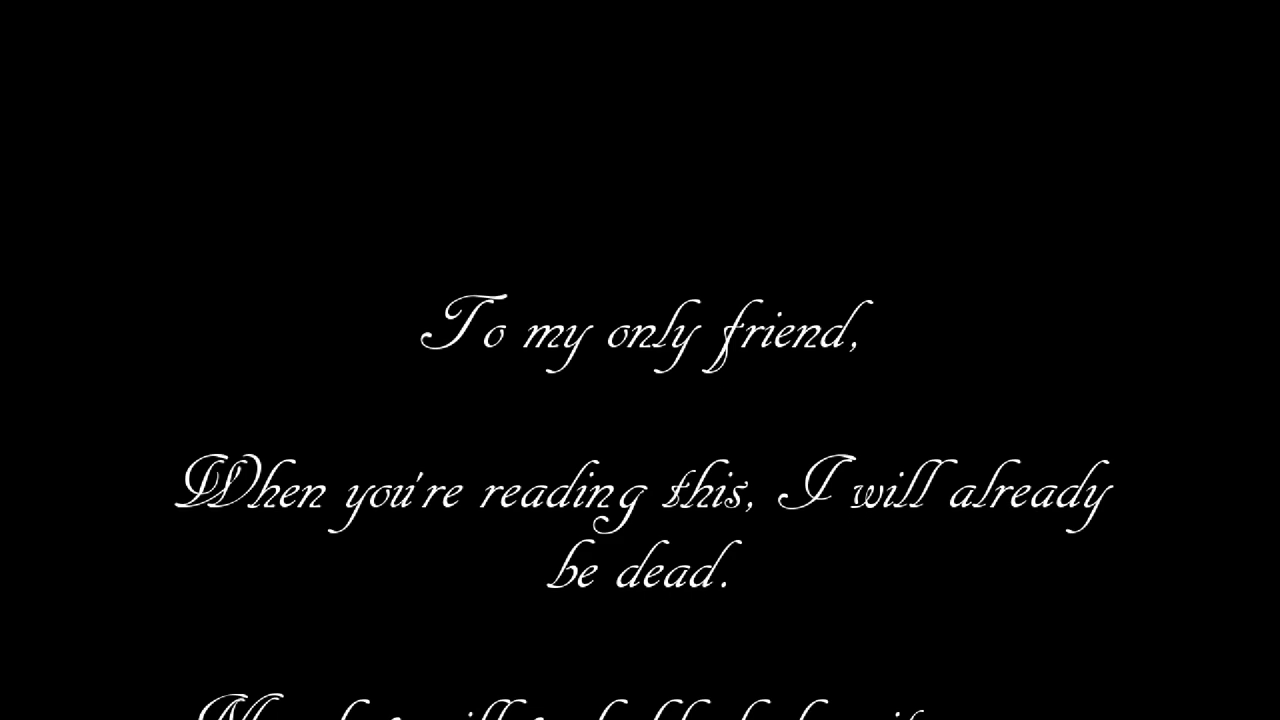 To my only friend,
When you're reading this, I will already
be dead.